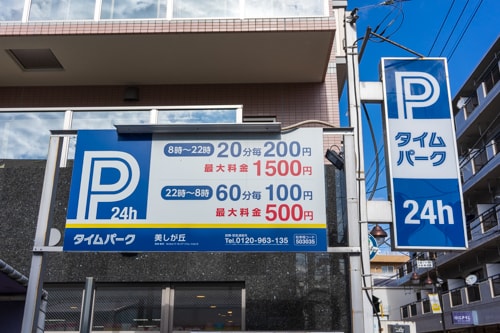 8時〜22時 20分毎 200円
最大料金 1500円
22時〜8時 60分毎 100円
最大料金 500円
P
24h
タイムパーク 美しが丘
Tel.0120-963-135
503035
P
タイム
パーク
24h